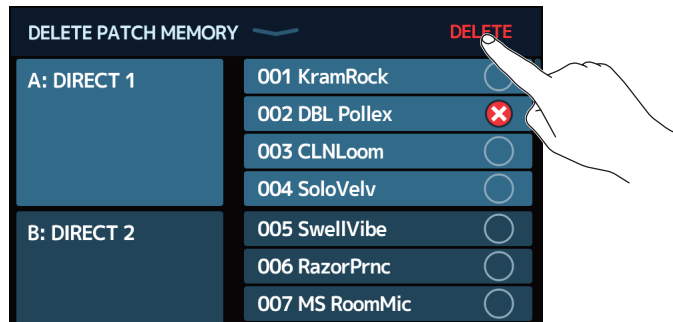 DELETE PATCH MEMORY DELETE
A: DIRECT 1
001 KramRock
002 DBL Pollex
003 CLNLoom
004 SoloVelv
B: DIRECT 2
005 SwellVibe
006 RazorPrnc
007 MS RoomMic